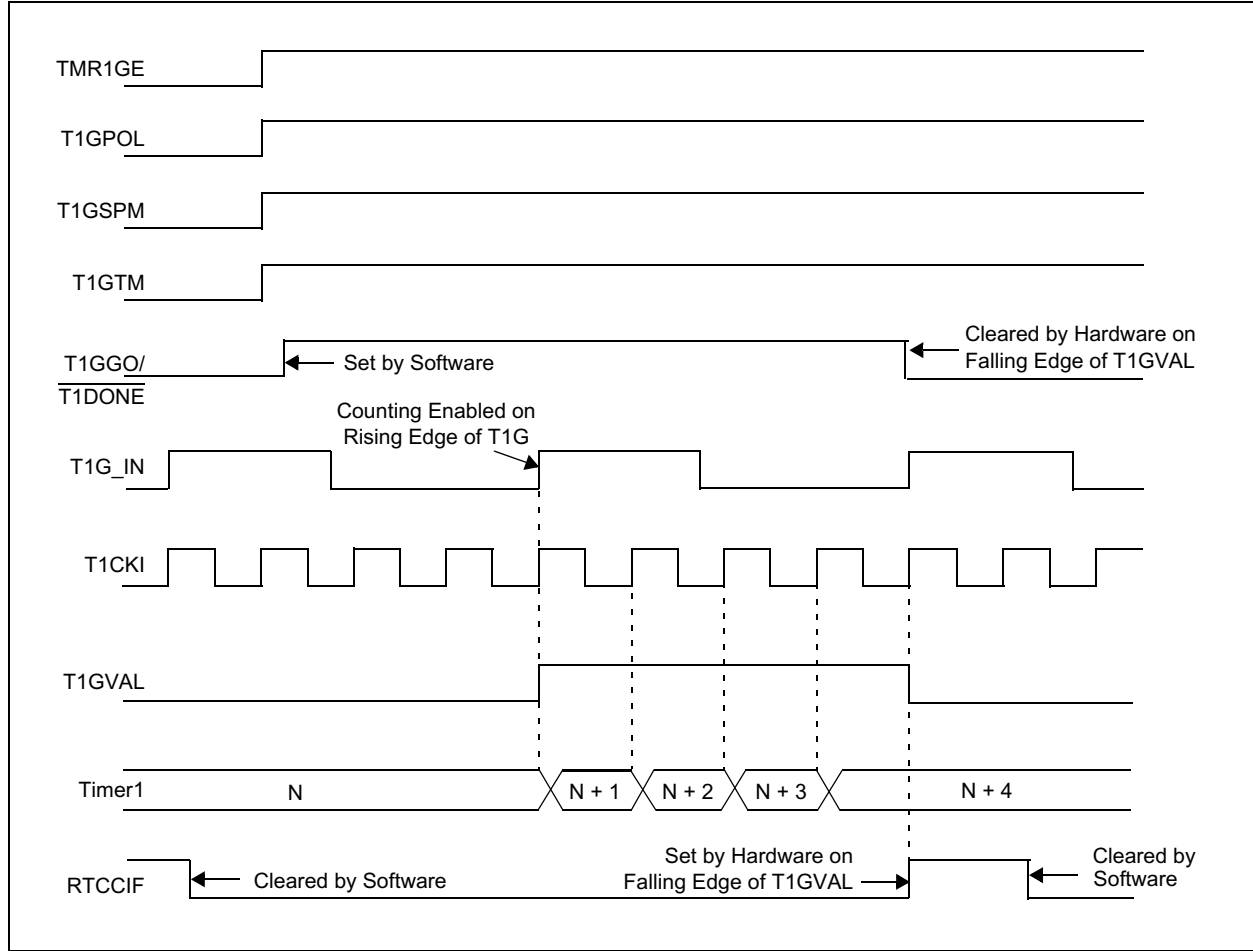 TMR1GE
T1GPOL
T1GSPM
T1GTM
T1GGO/
T1DONE
Set by Software
Cleared by Hardware on
Falling Edge of T1GVAL
Counting Enabled on
Rising Edge of T1G
T1G_IN
T1CKI
T1GVAL
Timer1
N
N + 1
N + 2
N + 3
N + 4
RTCCIF
Cleared by Software
Set by Hardware on
Falling Edge of T1GVAL
Cleared by
Software